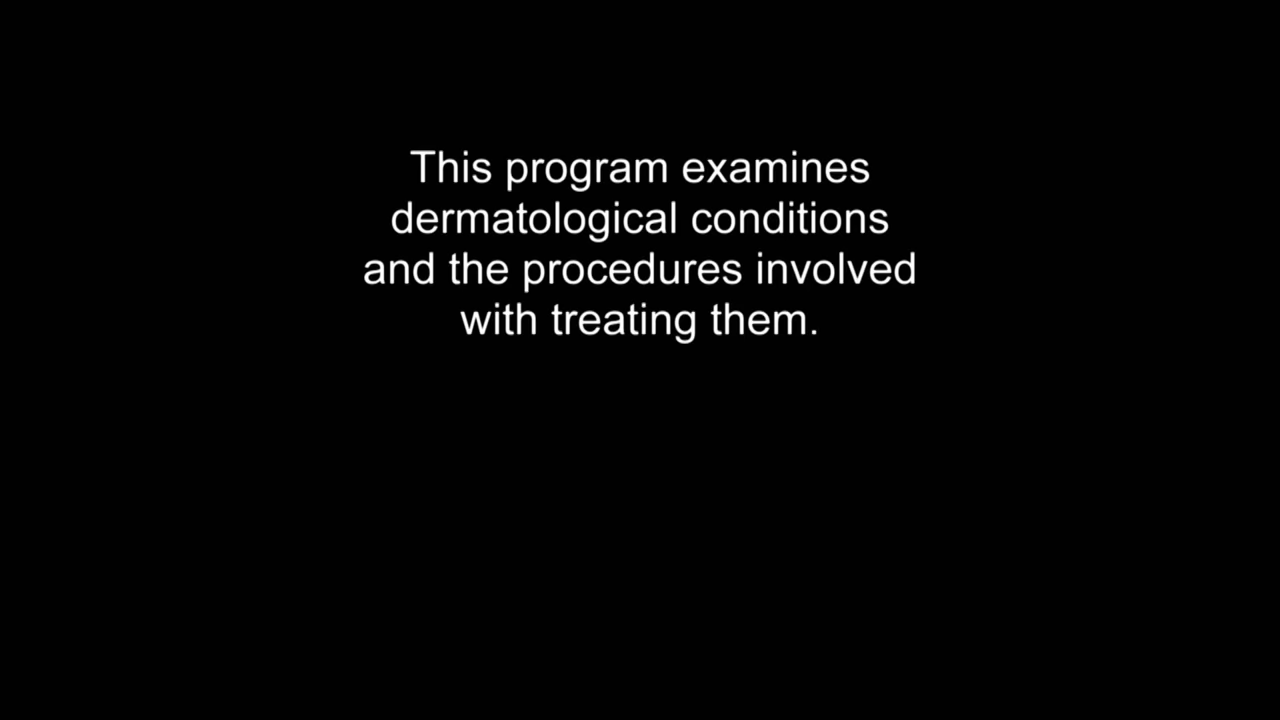 This program examines
dermatological conditions
and the procedures involved
with treating them.